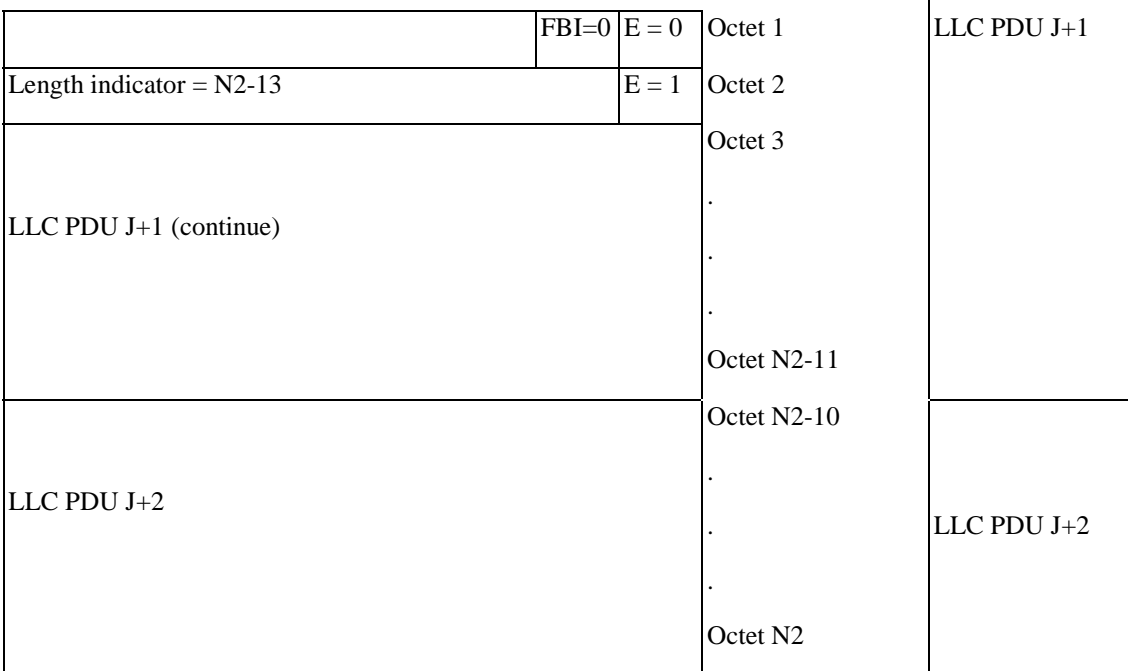 FBI=0 E = 0 Octet 1 LLC PDU J+1
Length indicator = N2-13 E = 1 Octet 2
Octet 3
.
LLC PDU J+1 (continue)
.
.
Octet N2-11
Octet N2-10
.
LLC PDU J+2
.
LLC PDU J+2
.
Octet N2